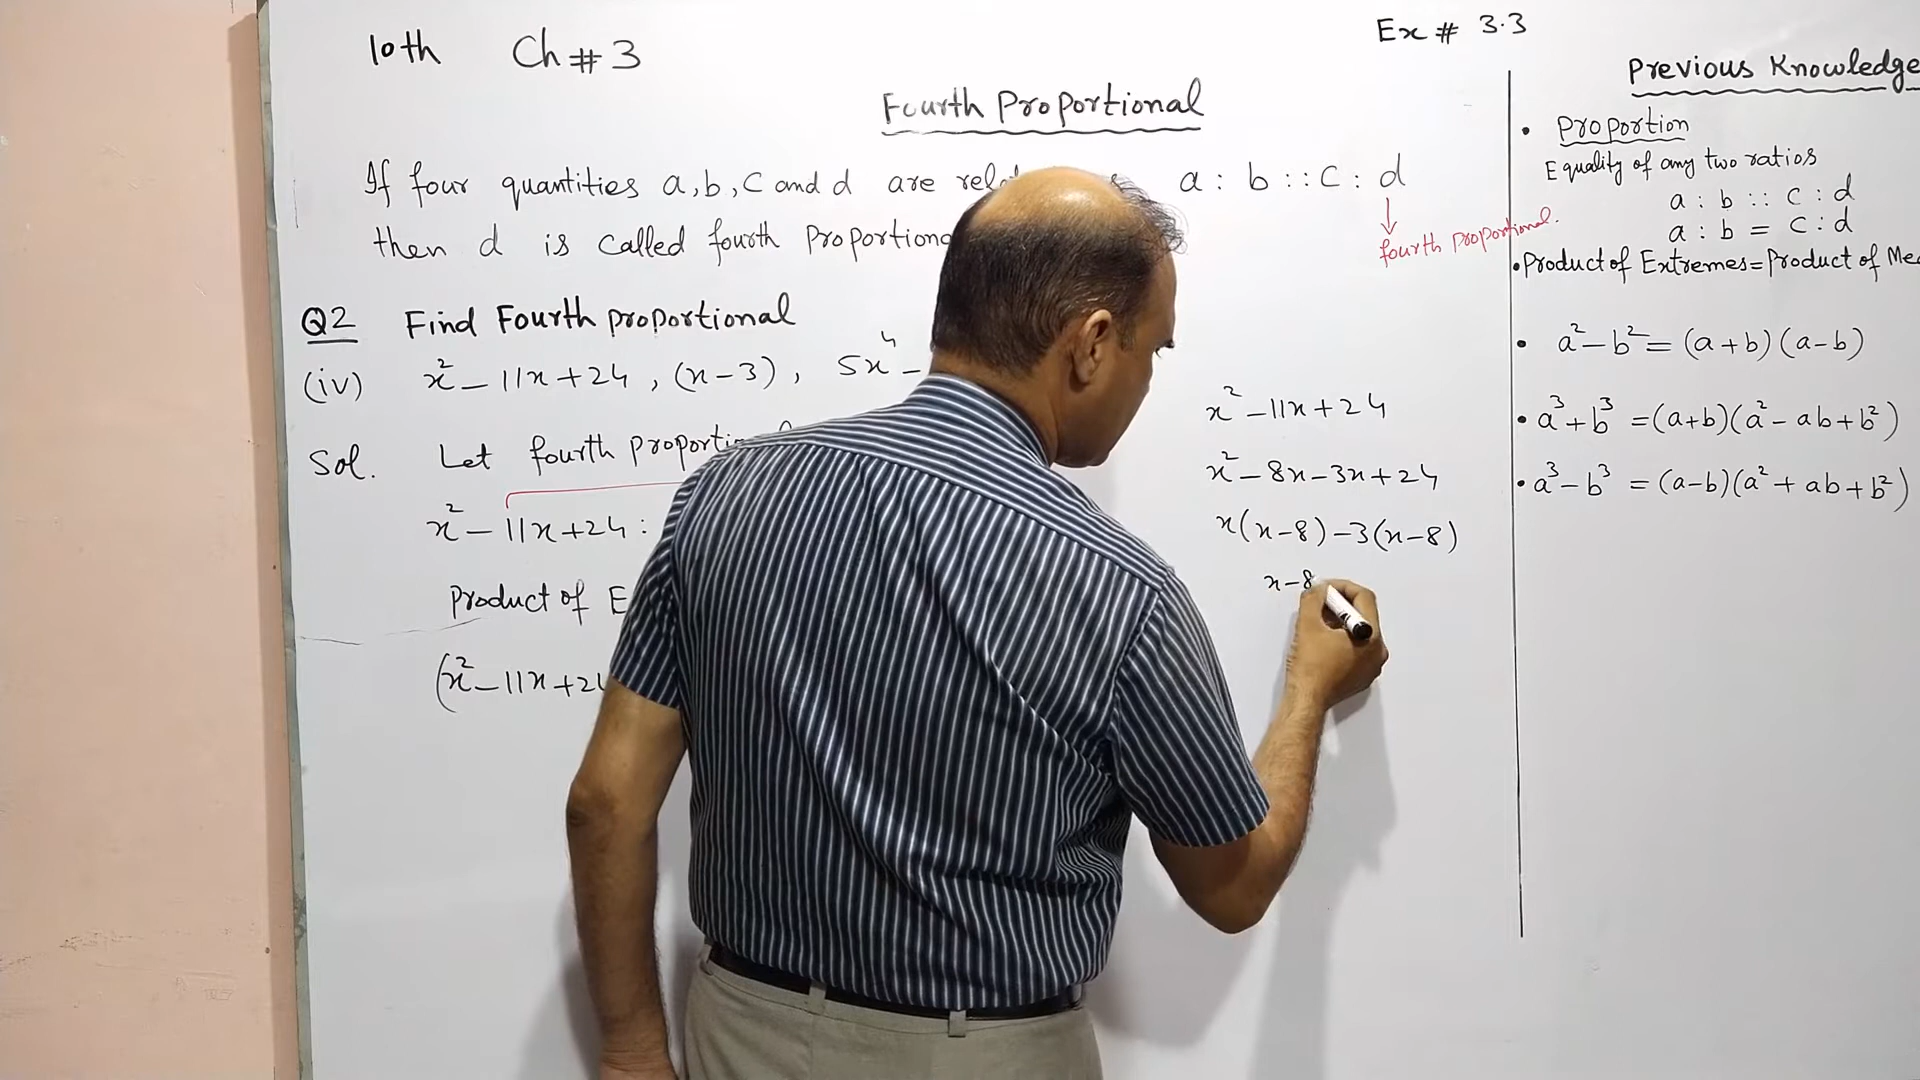 10th Ch # 3 Ex # 3.3
Fourth Proportional
If four quantities a, b, c and d are a : b :: c : d
then d is called fourth
fourth proportional.
Q2 Find Fourth proportional
(iv) x² - 11x + 24 , (x-3) , 5x⁴ -
Sol. Let fourth
x² - 11x + 24 :
Product of
(x² - 11x + 24
x² - 11x + 24
x² - 8x - 3x + 24
x(x-8) - 3(x-8)
x-8
Previous Knowledge
• Proportion
Equality of any two ratios
a : b :: c : d
a : b = c : d
• Product of Extremes = Product of
• a² - b² = (a+b)(a-b)
• a³ + b³ = (a+b)(a² - ab + b²)
• a³ - b³ = (a-b)(a² + ab + b²)